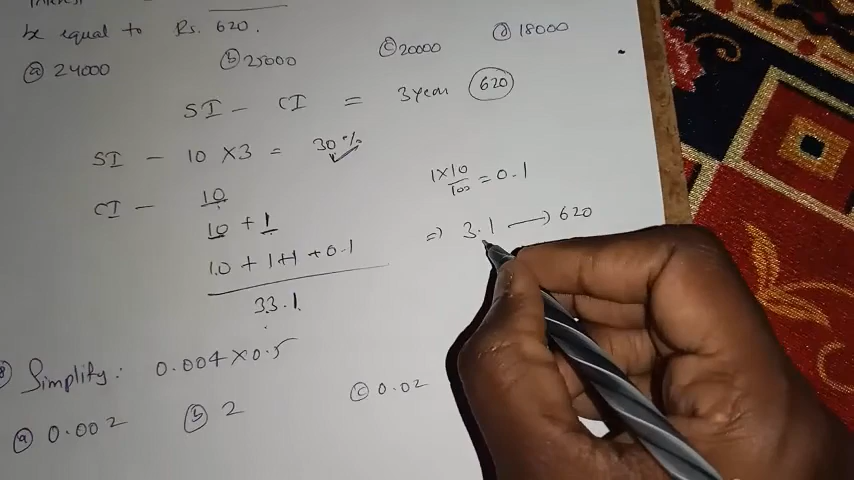 be equal to Rs. 620.
ⓐ 24000 ⓑ 25000 ⓒ 20000 ⓓ 18000
SI - CI = 3year 620
SI - 10 X3 = 30%
CI - 10
10 + 1
10 + 1+1 + 0.1
33.1
1X10/100 = 0.1
=) 3.1 → 620
8 Simplify: 0.004X0.5
ⓐ 0.002 ⓑ 2 ⓒ 0.02